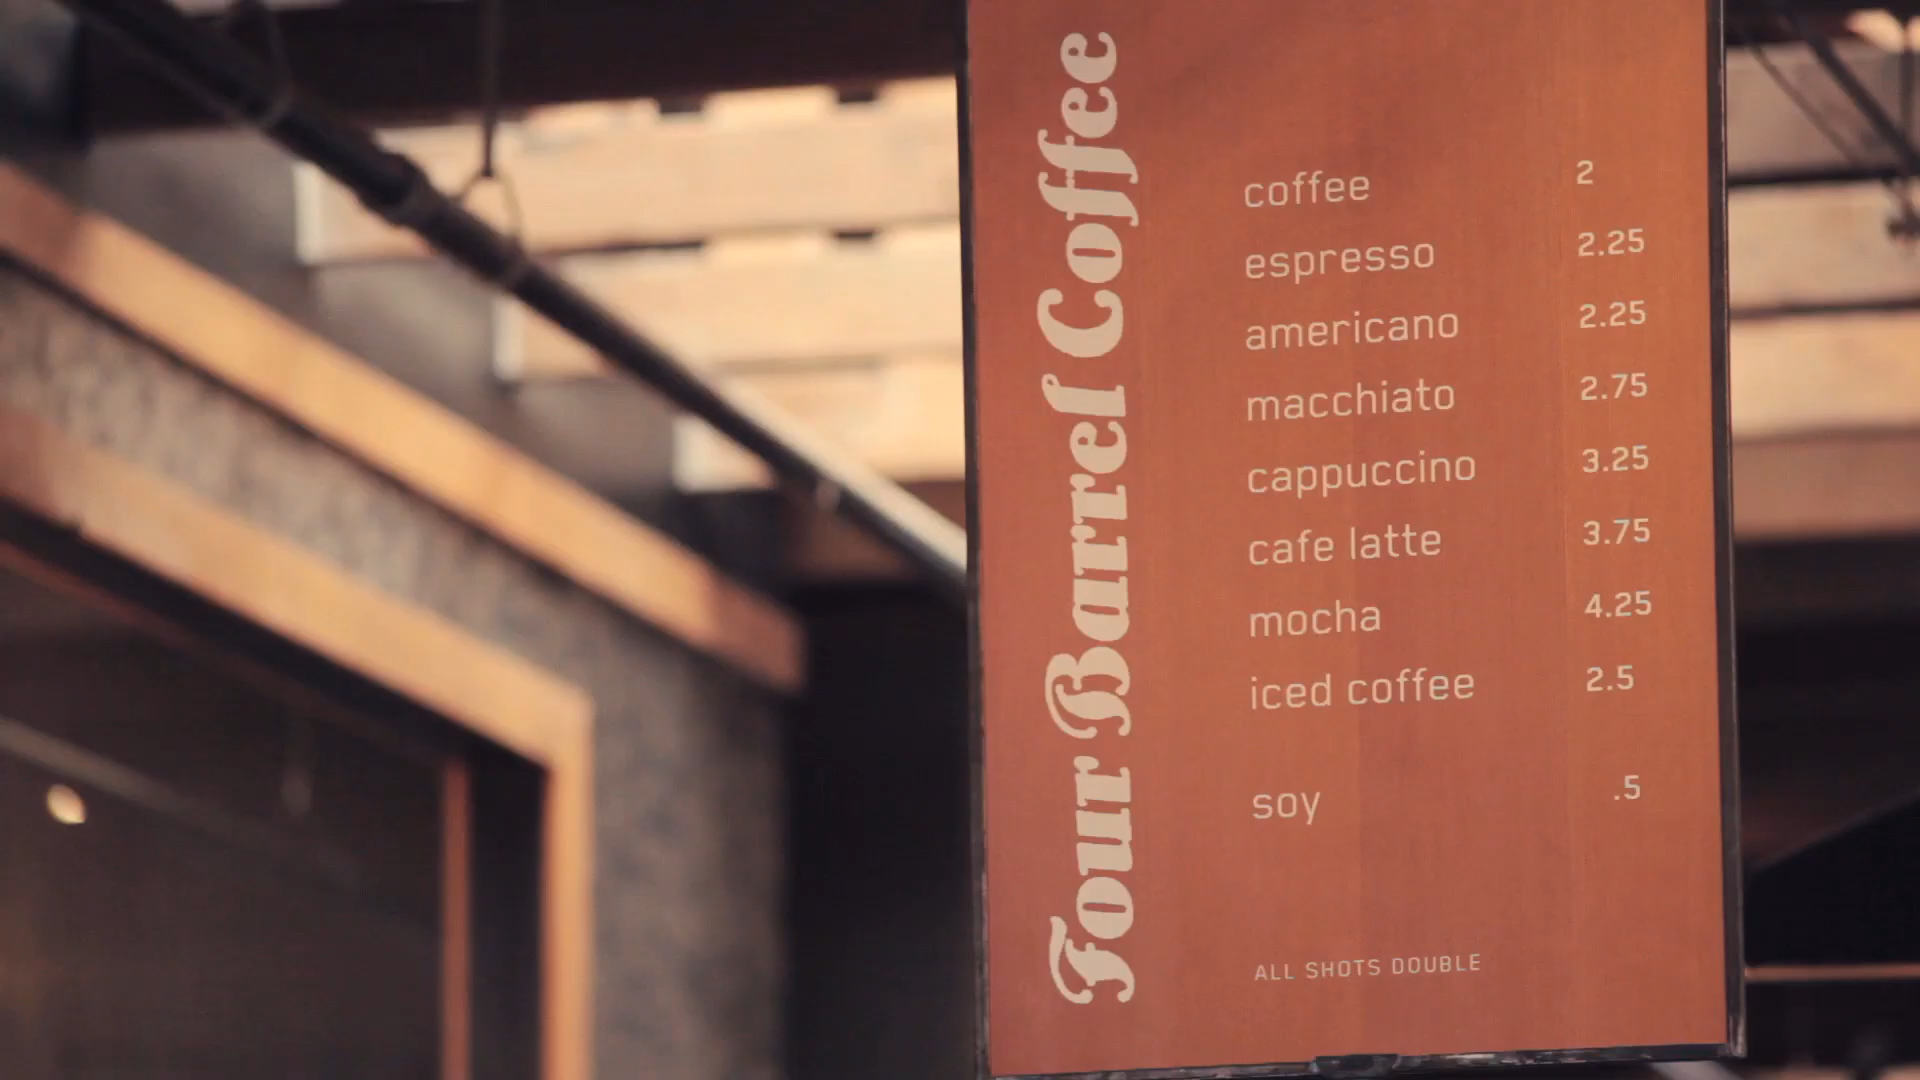 Four Barrel Coffee
coffee 2
espresso 2.25
americano 2.25
macchiato 2.75
cappuccino 3.25
cafe latte 3.75
mocha 4.25
iced coffee 2.5
soy .5
ALL SHOTS DOUBLE